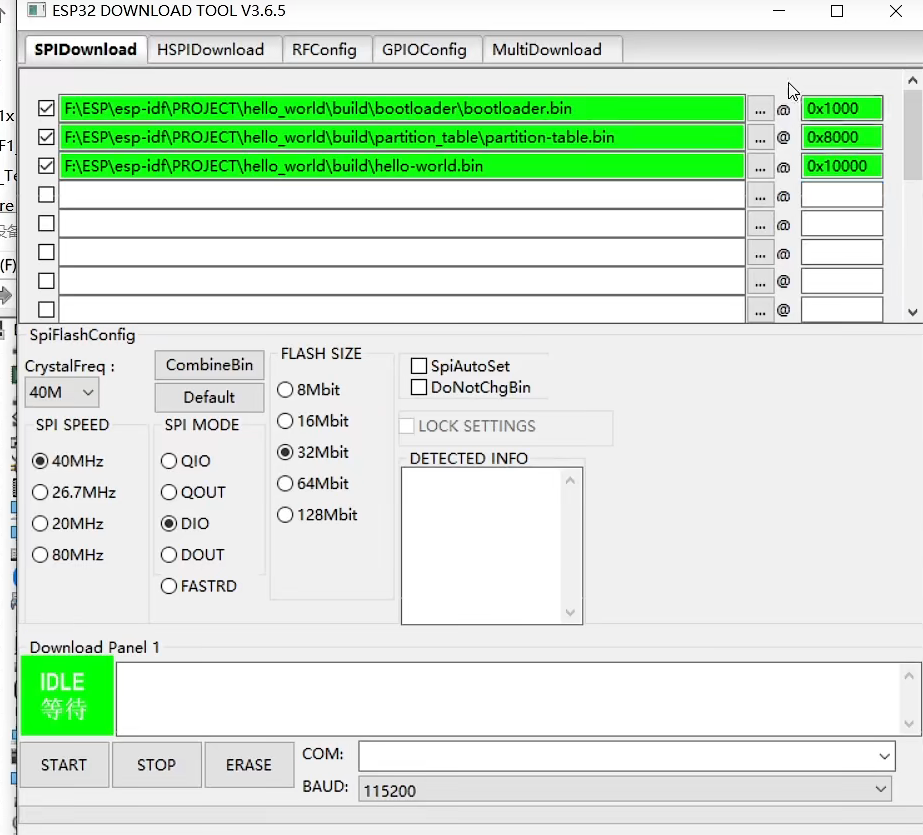 ESP32 DOWNLOAD TOOL V3.6.5
SPIDownload HSPIDownload RFConfig GPIOConfig MultiDownload
F:\ESP\esp-idf\PROJECT\hello_world\build\bootloader\bootloader.bin ... @ 0x1000
F:\ESP\esp-idf\PROJECT\hello_world\build\partition_table\partition-table.bin ... @ 0x8000
F:\ESP\esp-idf\PROJECT\hello_world\build\hello-world.bin ... @ 0x10000
... @
... @
... @
... @
... @
SpiFlashConfig
CrystalFreq :
40M
CombineBin
Default
SPI SPEED
40MHz
26.7MHz
20MHz
80MHz
SPI MODE
QIO
QOUT
DIO
DOUT
FASTRD
FLASH SIZE
8Mbit
16Mbit
32Mbit
64Mbit
128Mbit
SpiAutoSet
DoNotChgBin
LOCK SETTINGS
DETECTED INFO
Download Panel 1
IDLE
等待
START STOP ERASE
COM:
BAUD: 115200
1x
F1
_Te
re
(F)